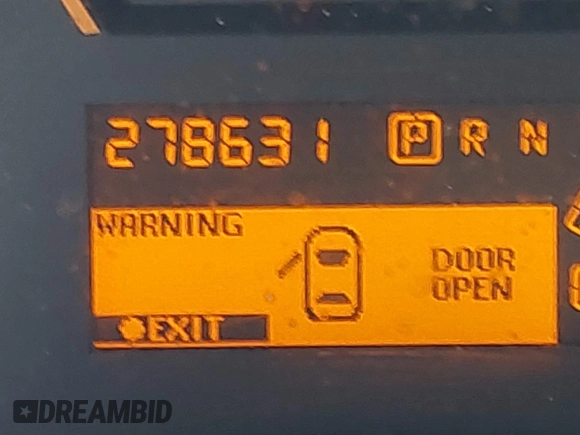 278631 P R N
WARNING
DOOR
OPEN
EXIT
DREAMBID